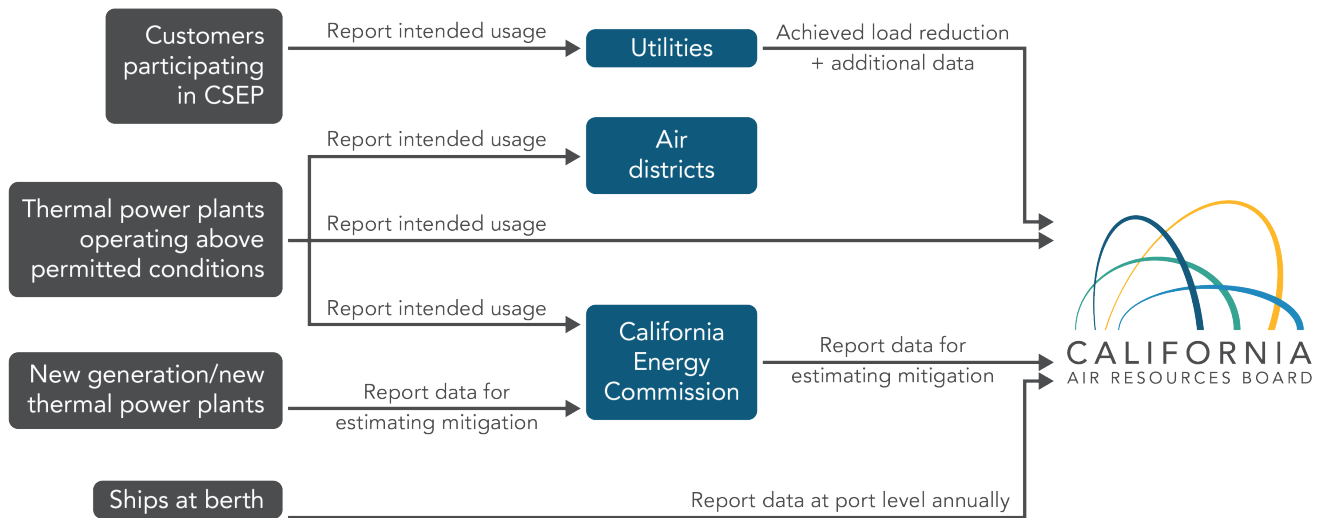 Customers
participating
in CSEP
Report intended usage
Utilities
Achieved load reduction
+ additional data
Report intended usage
Air
districts
Thermal power plants
operating above
permitted conditions
Report intended usage
Report intended usage
California
Energy
Commission
Report data for
estimating mitigation
New generation/new
thermal power plants
Report data for
estimating mitigation
CALIFORNIA
AIR RESOURCES BOARD
Ships at berth
Report data at port level annually